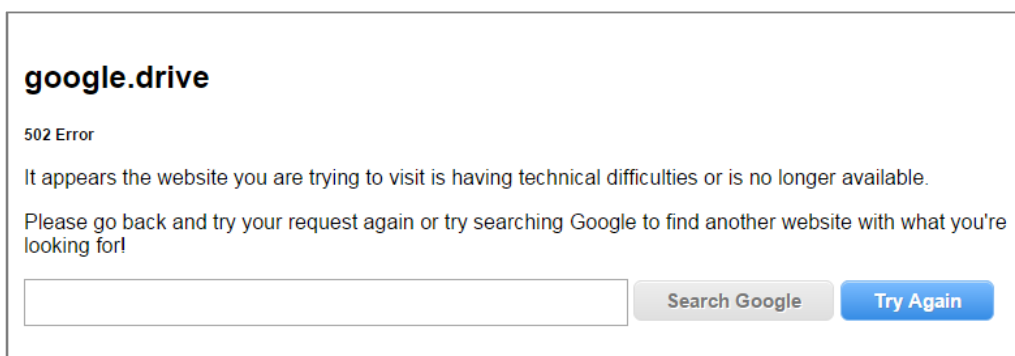 google.drive
502 Error
It appears the website you are trying to visit is having technical difficulties or is no longer available.
Please go back and try your request again or try searching Google to find another website with what you're
looking for!
Search Google Try Again